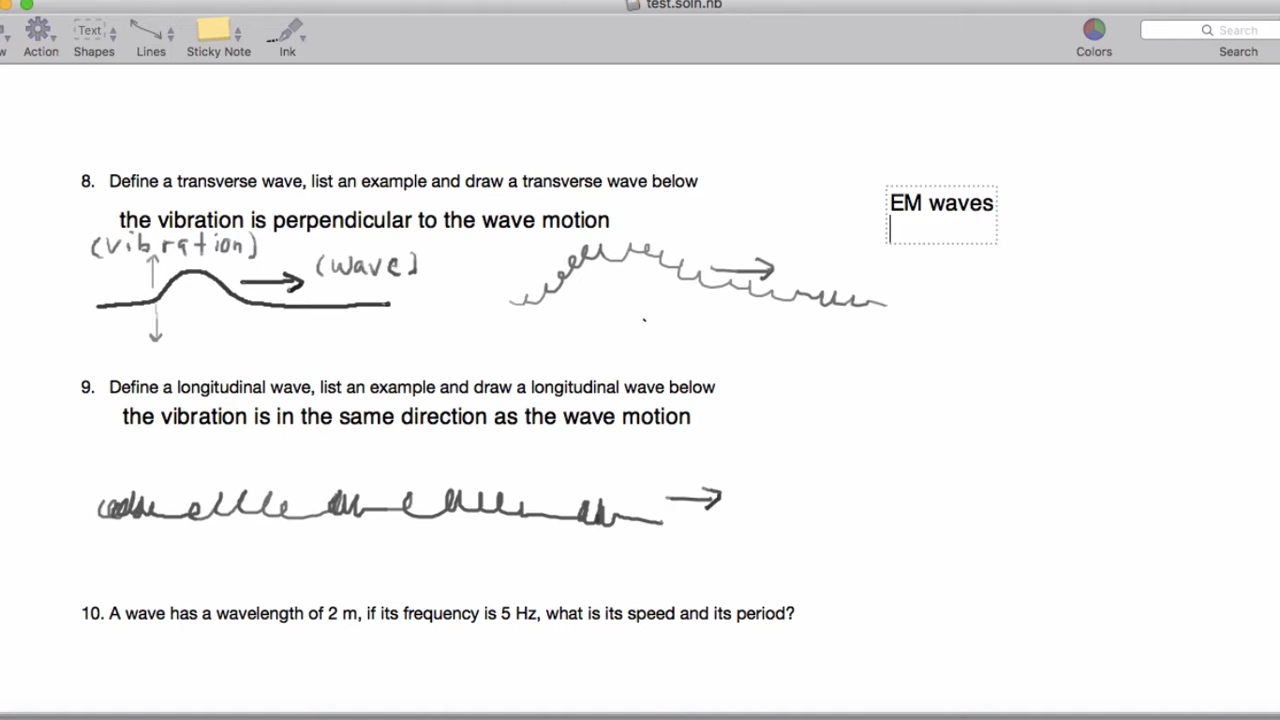 test.soln.nb
Action Shapes Lines Sticky Note Ink Colors Search
Text
Search
8. Define a transverse wave, list an example and draw a transverse wave below
EM waves
the vibration is perpendicular to the wave motion
(vibration)
(wave)
9. Define a longitudinal wave, list an example and draw a longitudinal wave below
the vibration is in the same direction as the wave motion
10. A wave has a wavelength of 2 m, if its frequency is 5 Hz, what is its speed and its period?